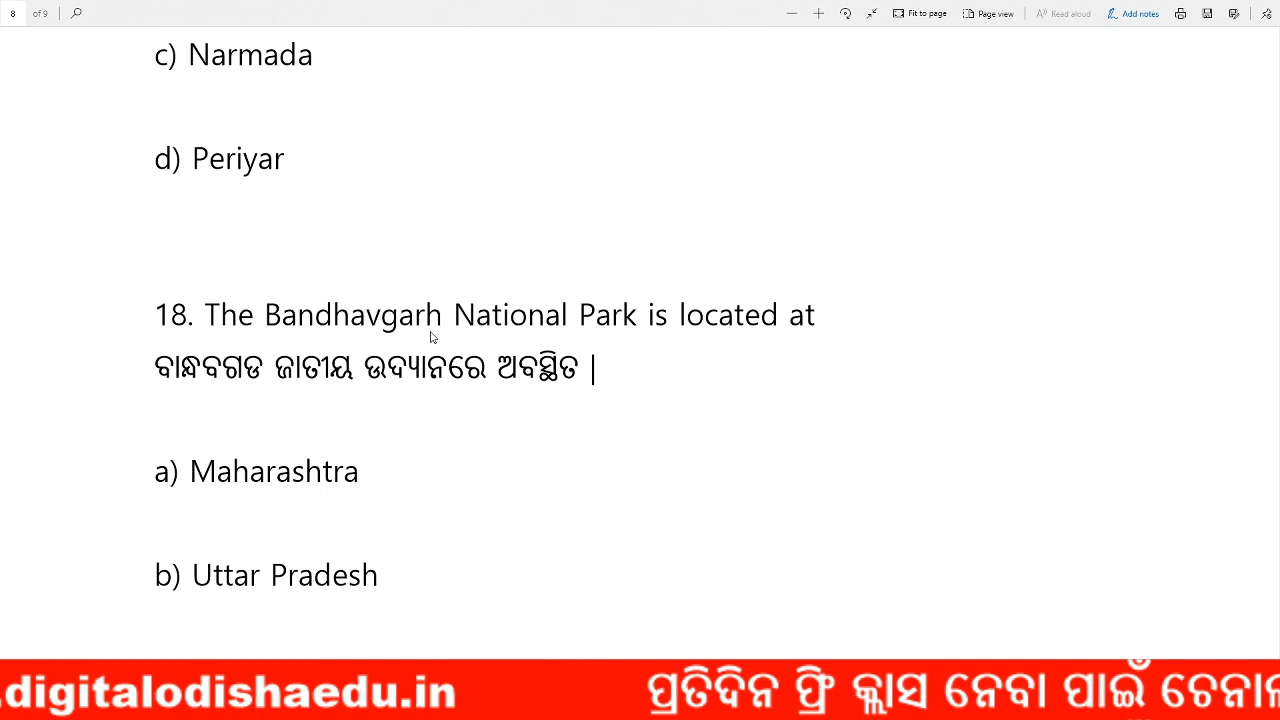 8 of 9 Fit to page Page view Read aloud Add notes
c) Narmada
d) Periyar
18. The Bandhavgarh National Park is located at
ବାନ୍ଧବଗଡ ଜାତୀୟ ଉଦ୍ୟାନରେ ଅବସ୍ଥିତ |
a) Maharashtra
b) Uttar Pradesh
.digitalodishaedu.in ପ୍ରତିଦିନ ଫ୍ରି କ୍ଲାସ ନେବା ପାଇଁ